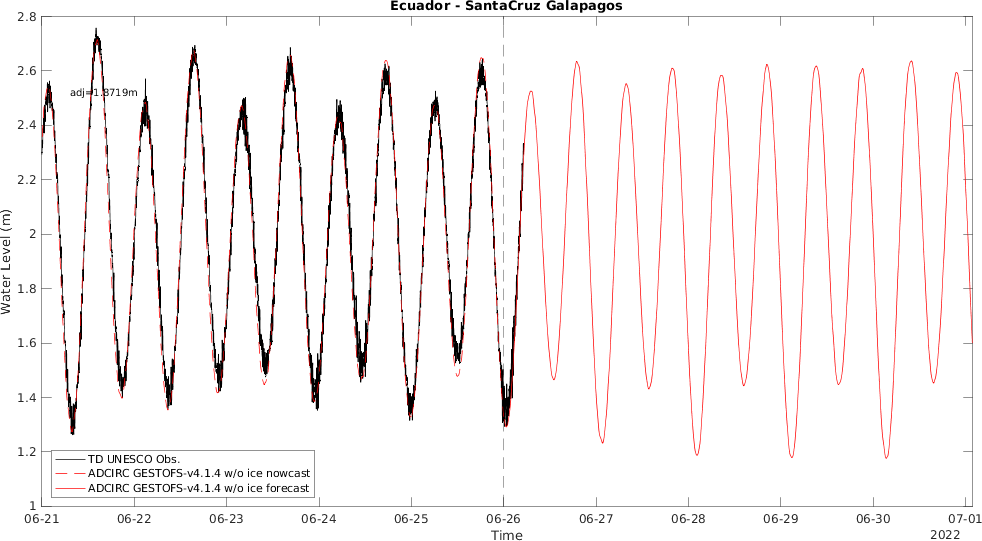 Ecuador - SantaCruz Galapagos
2.8
2.6
2.4
2.2
2
1.8
1.6
1.4
1.2
1
Water Level (m)
adj=1.8719m
TD UNESCO Obs.
ADCIRC GESTOFS-v4.1.4 w/o ice nowcast
ADCIRC GESTOFS-v4.1.4 w/o ice forecast
06-21 06-22 06-23 06-24 06-25 06-26 06-27 06-28 06-29 06-30 07-01
Time
2022